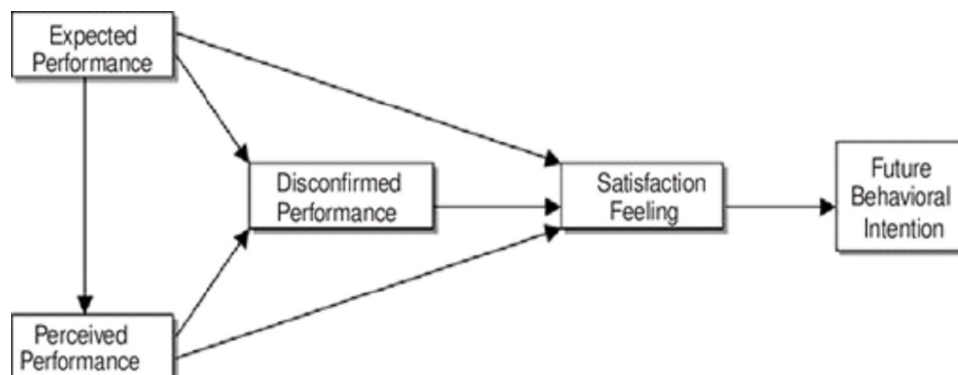 Expected
Performance
Disconfirmed
Performance
Satisfaction
Feeling
Future
Behavioral
Intention
Perceived
Performance